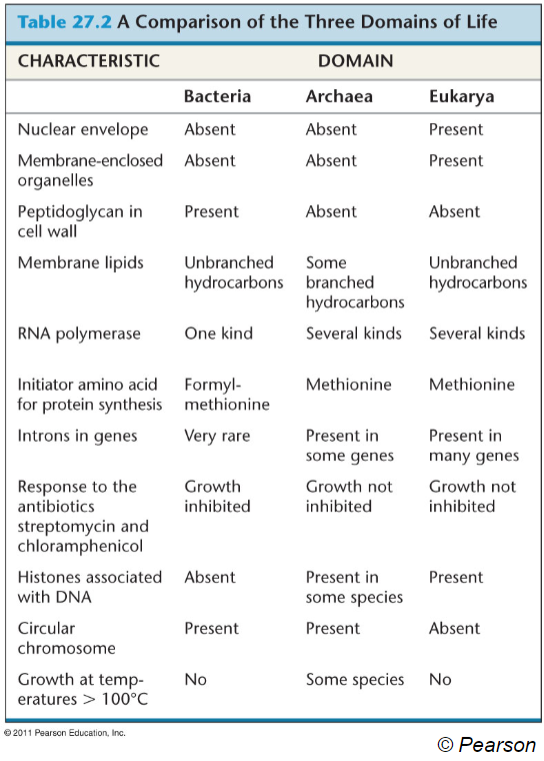 Table 27.2 A Comparison of the Three Domains of Life
CHARACTERISTIC DOMAIN
Bacteria Archaea Eukarya
Nuclear envelope Absent Absent Present
Membrane-enclosed Absent Absent Present
organelles
Peptidoglycan in Present Absent Absent
cell wall
Membrane lipids Unbranched Some Unbranched
hydrocarbons branched hydrocarbons
hydrocarbons
RNA polymerase One kind Several kinds Several kinds
Initiator amino acid Formyl- Methionine Methionine
for protein synthesis methionine
Introns in genes Very rare Present in Present in
some genes many genes
Response to the Growth Growth not Growth not
antibiotics inhibited inhibited inhibited
streptomycin and
chloramphenicol
Histones associated Absent Present in Present
with DNA some species
Circular Present Present Absent
chromosome
Growth at temp- No Some species No
eratures > 100°C
© 2011 Pearson Education, Inc.
© Pearson